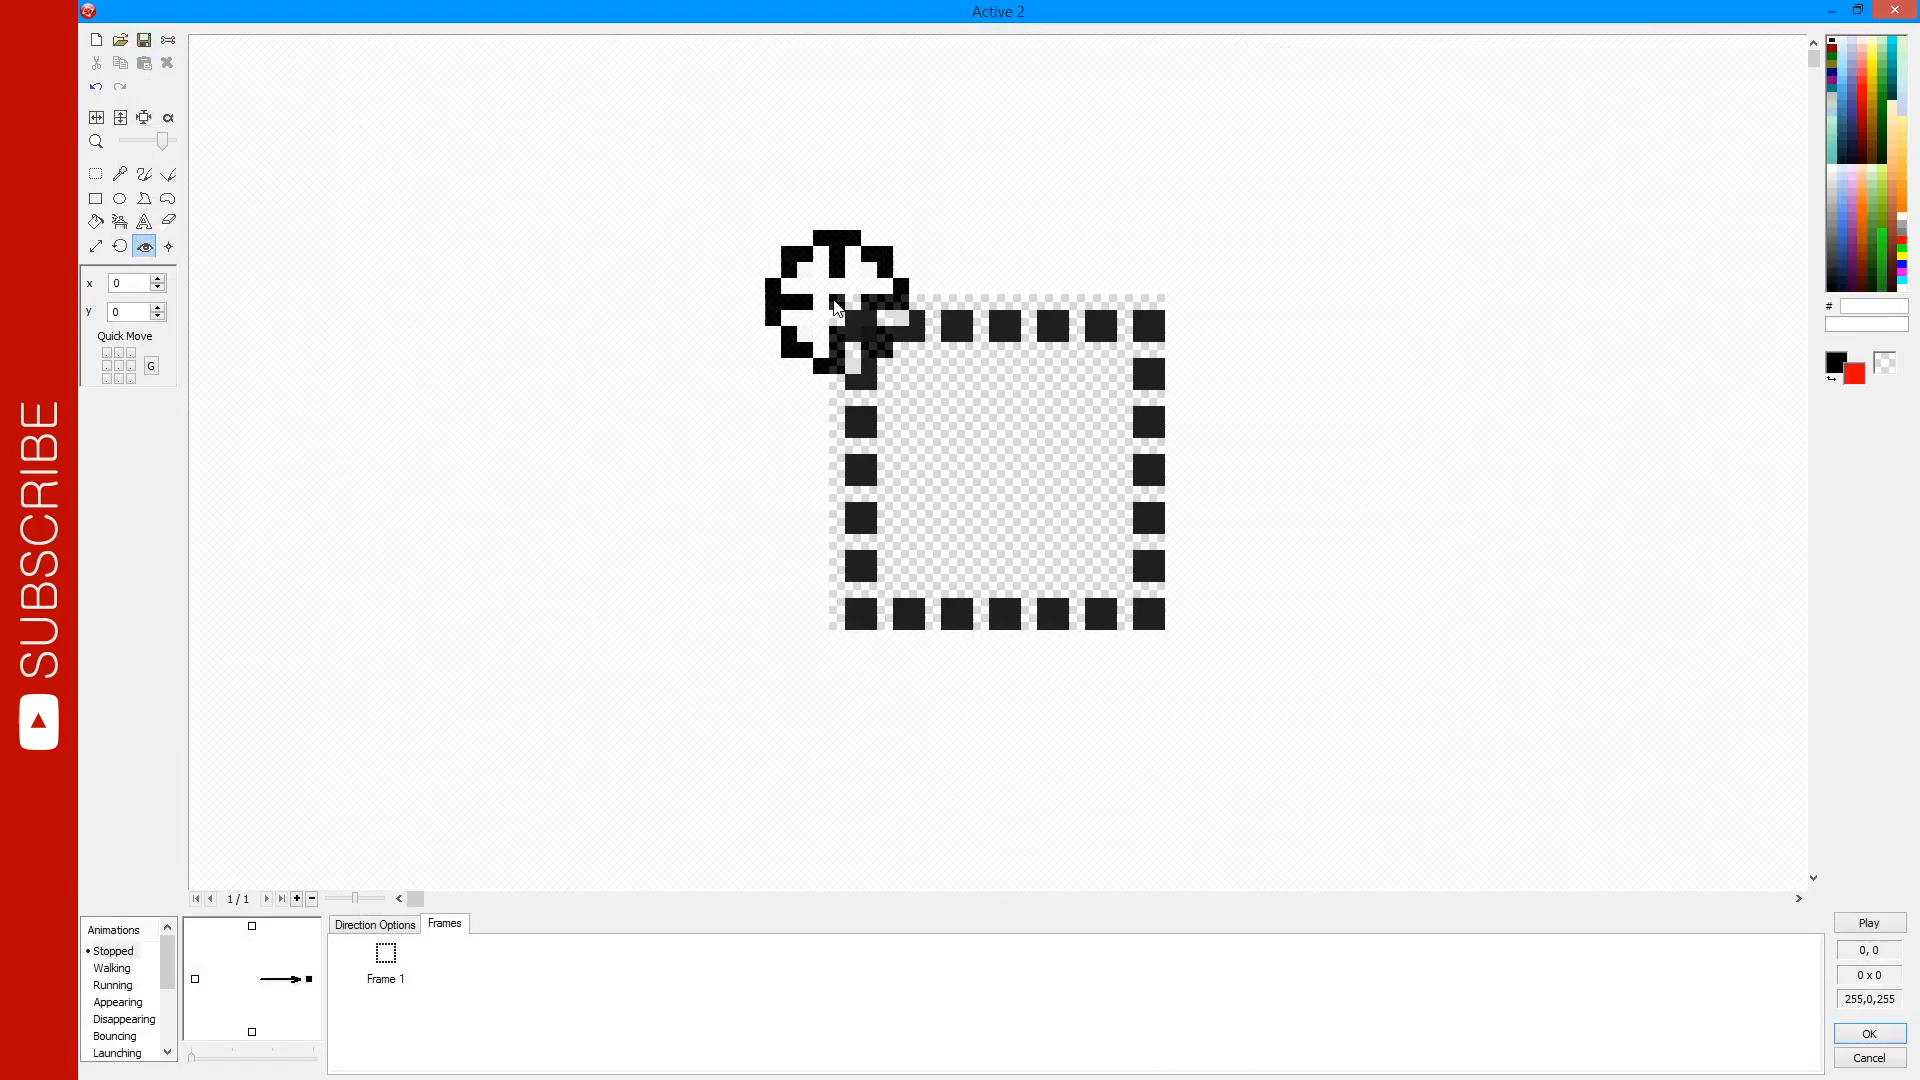 Active 2
SUBSCRIBE
x 0
y 0
Quick Move
G
#
1 / 1
Animations
Stopped
Walking
Running
Appearing
Disappearing
Bouncing
Launching
Direction Options
Frames
Frame 1
Play
0, 0
0 x 0
255,0,255
OK
Cancel